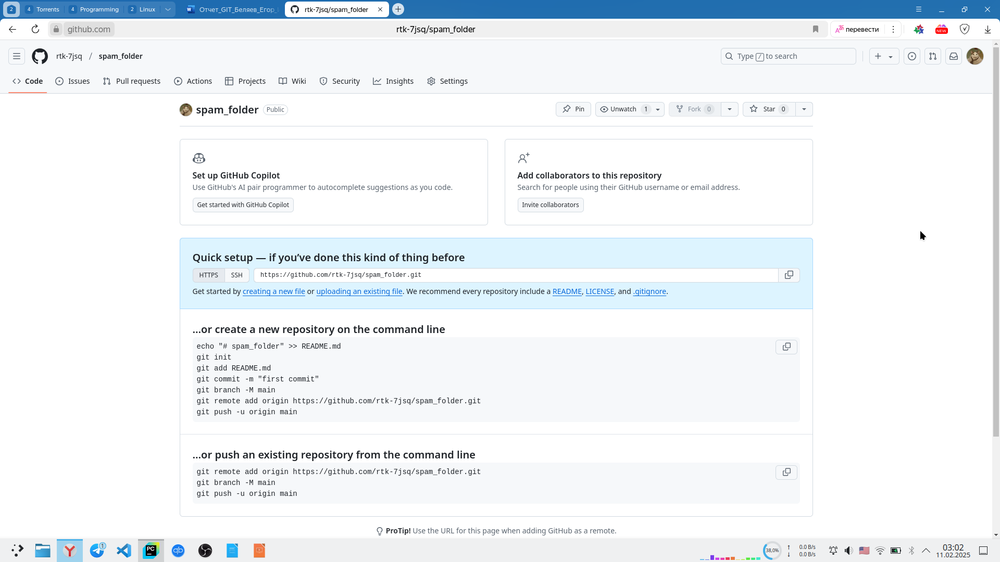 2 4 Torrents 4 Programming 2 Linux Отчет_GIT_Беляев_Егор_ rtk-7jsq/spam_folder
github.com rtk-7jsq/spam_folder перевести NEW
rtk-7jsq / spam_folder Type / to search
Code Issues Pull requests Actions Projects Wiki Security Insights Settings
spam_folder Public Pin Unwatch 1 Fork 0 Star 0
Set up GitHub Copilot
Use GitHub's AI pair programmer to autocomplete suggestions as you code.
Get started with GitHub Copilot
Add collaborators to this repository
Search for people using their GitHub username or email address.
Invite collaborators
Quick setup — if you’ve done this kind of thing before
HTTPS SSH https://github.com/rtk-7jsq/spam_folder.git
Get started by creating a new file or uploading an existing file. We recommend every repository include a README, LICENSE, and .gitignore.
…or create a new repository on the command line
echo "# spam_folder" >> README.md
git init
git add README.md
git commit -m "first commit"
git branch -M main
git remote add origin https://github.com/rtk-7jsq/spam_folder.git
git push -u origin main
…or push an existing repository from the command line
git remote add origin https://github.com/rtk-7jsq/spam_folder.git
git branch -M main
git push -u origin main
ProTip! Use the URL for this page when adding GitHub as a remote.
1 PC qb 38,0% 0.0 B/s 03:02
0.0 B/s 11.02.2025